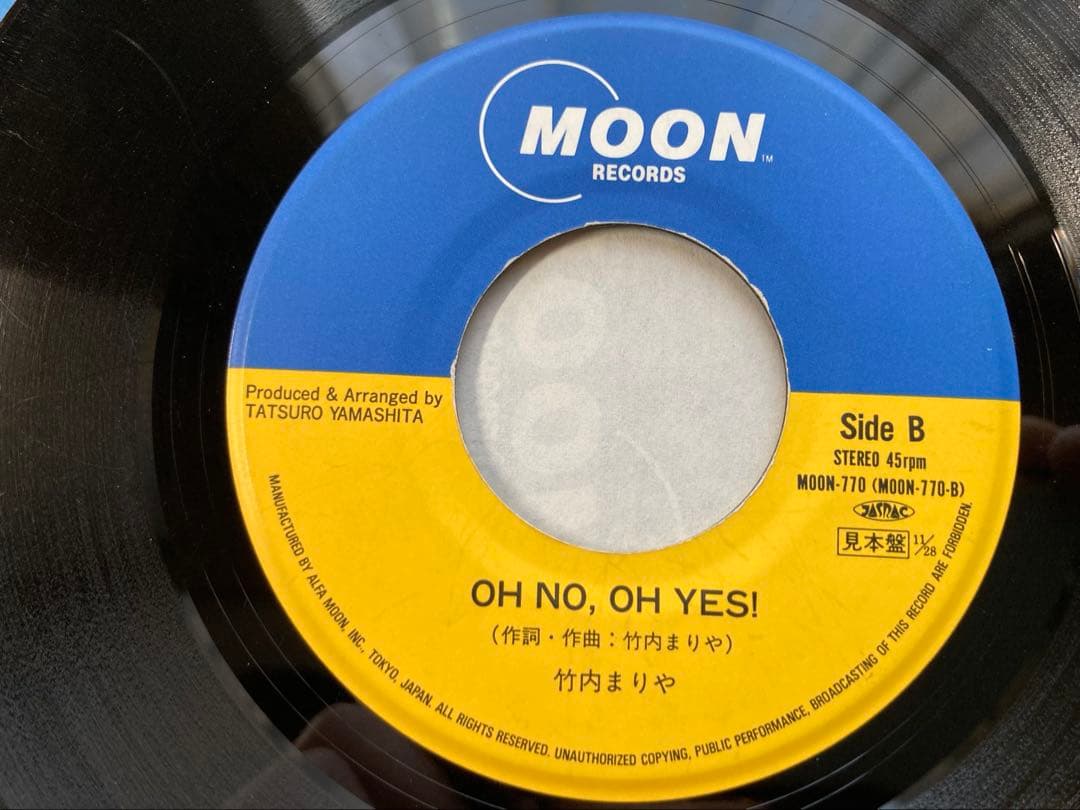 MOON™
RECORDS
Produced & Arranged by
TATSURO YAMASHITA
Side B
STEREO 45rpm
MOON-770 (MOON-770-B)
JASRAC
見本盤 11/28
OH NO, OH YES!
(作詞・作曲：竹内まりや)
竹内まりや
MANUFACTURED BY ALFA MOON, INC., TOKYO, JAPAN. ALL RIGHTS RESERVED. UNAUTHORIZED COPYING, PUBLIC PERFORMANCE, BROADCASTING OF THIS RECORD ARE FORBIDDEN.